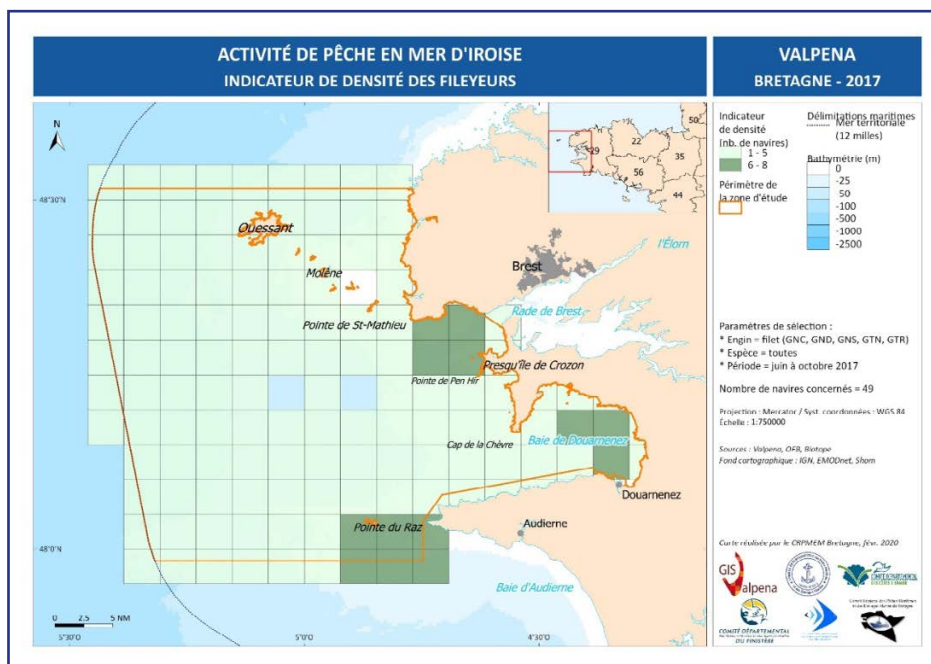 ACTIVITÉ DE PÊCHE EN MER D'IROISE
INDICATEUR DE DENSITÉ DES FILEYEURS
VALPENA
BRETAGNE - 2017
N
48°30'N
48°0'N
5°30'0
5°0'0
4°30'0
0 2.5 5 NM
Ouessant
Molène
Pointe de St-Mathieu
Pointe de Pen Hir
Presqu'île de Crozon
Cap de la Chèvre
Baie de Douarnenez
Douarnenez
Pointe du Raz
Audierne
Baie d'Audierne
Brest
Rade de Brest
l'Élorn
29
22
35
56
44
50
Indicateur
de densité
(nb. de navires)
1 - 5
6 - 8
Périmètre de
la zone d'étude
Délimitations maritimes
Mer territoriale
(12 milles)
Bathymétrie (m)
0
-25
-50
-100
-500
-1000
-2500
Paramètres de sélection :
* Engin = filet (GNC, GND, GNS, GTN, GTR)
* Espèce = toutes
* Période = juin à octobre 2017
Nombre de navires concernés = 49
Projection : Mercator / Syst. coordonnées : WGS 84
Échelle : 1:750000
Sources : Valpena, OFB, Biotope
Fond cartographique : IGN, EMODnet, Shom
Carte réalisée par le CRPMEM Bretagne, févr. 2020
GIS
Valpena
COMITÉ DÉPARTEMENTAL
DU FINISTÈRE